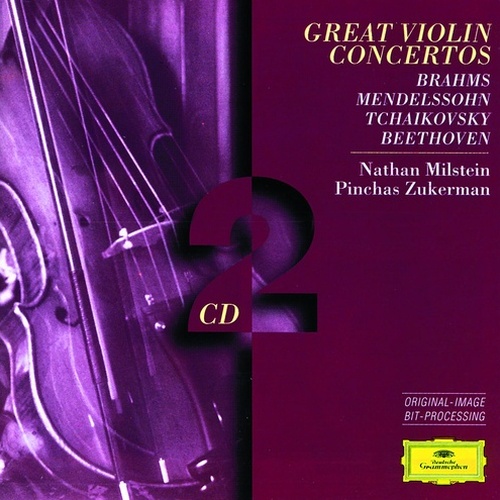 GREAT VIOLIN
CONCERTOS
BRAHMS
MENDELSSOHN
TCHAIKOVSKY
BEETHOVEN
Nathan Milstein
Pinchas Zukerman
2
CD
ORIGINAL-IMAGE
BIT-PROCESSING
Deutsche
Grammophon